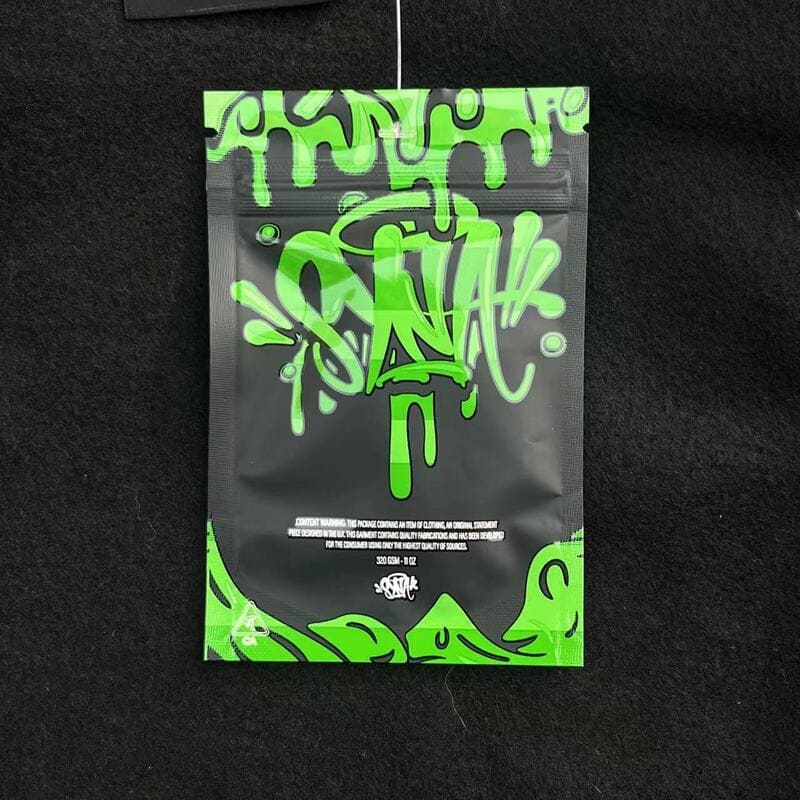 SYNA
CONTENT WARNING: THIS PACKAGE CONTAINS AN ITEM OF CLOTHING, AN ORIGINAL STATEMENT
PIECE DESIGNED IN THE U.K. THIS GARMENT CONTAINS QUALITY FABRICATIONS AND HAS BEEN DEVELOPED
FOR THE CONSUMER USING ONLY THE HIGHEST QUALITY OF SOURCES.
320 GSM - 11 OZ
SYNA
CA